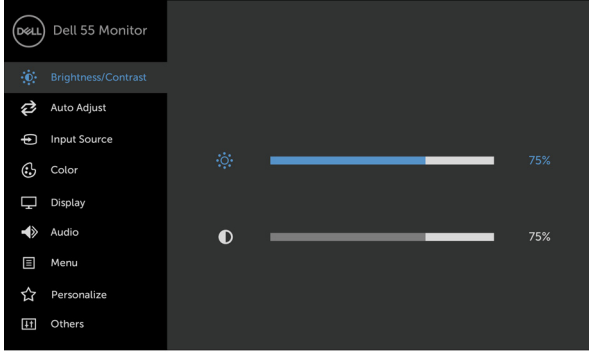 DELL
Dell 55 Monitor
Brightness/Contrast
Auto Adjust
Input Source
Color
Display
Audio
Menu
Personalize
Others
75%
75%